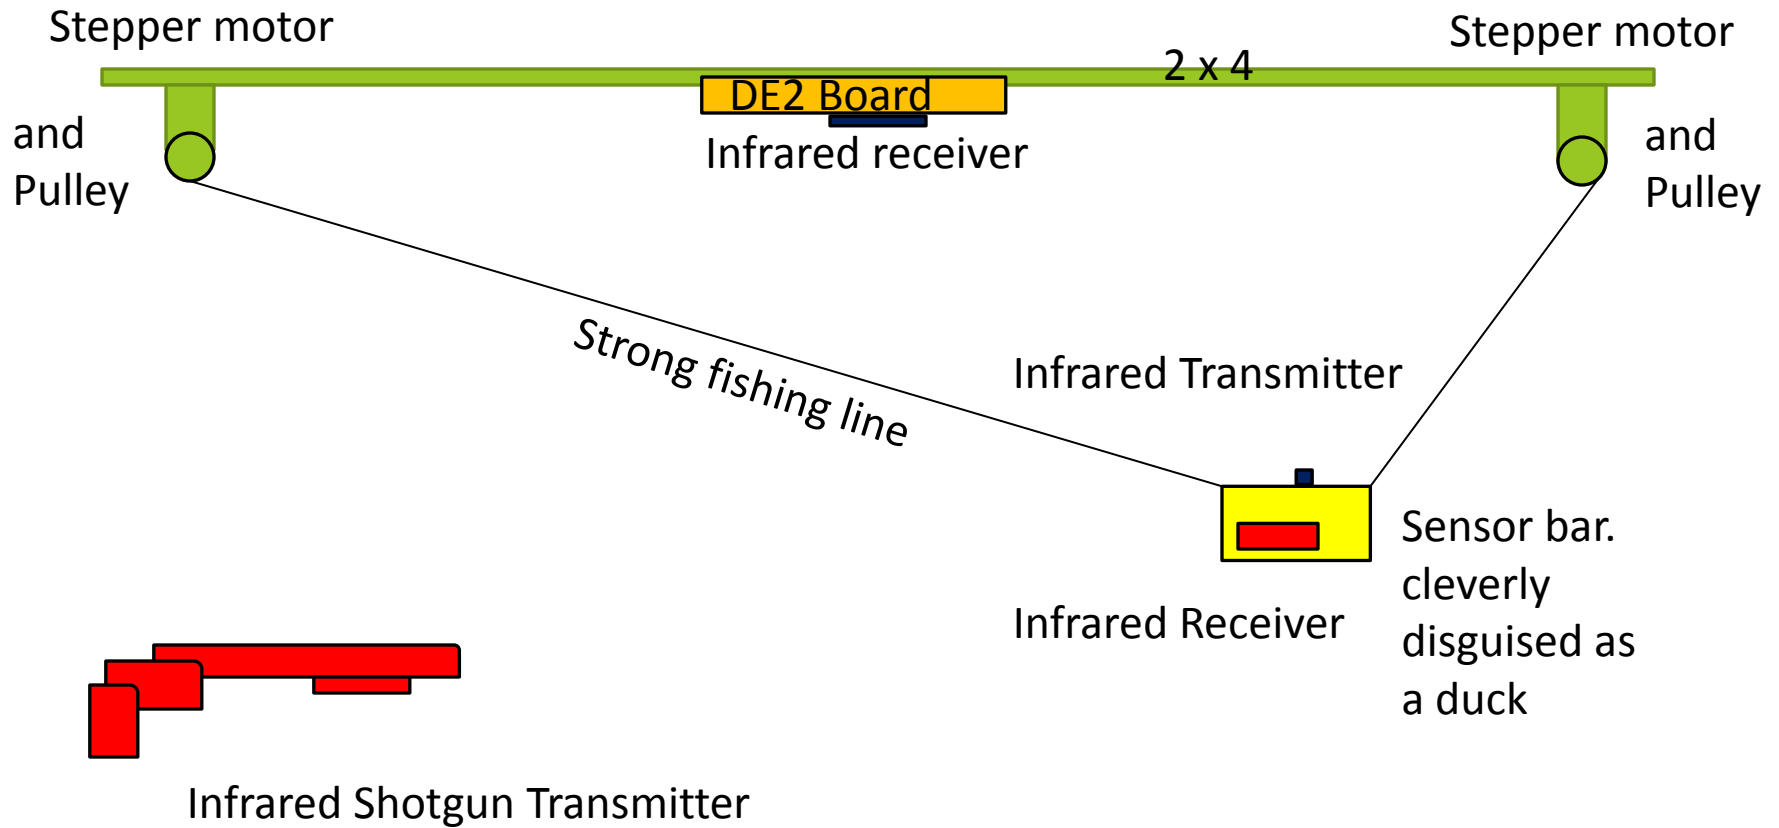 Stepper motor
and
Pulley
2 x 4
DE2 Board
Infrared receiver
Stepper motor
and
Pulley
Strong fishing line
Infrared Transmitter
Infrared Receiver
Sensor bar.
cleverly
disguised as
a duck
Infrared Shotgun Transmitter